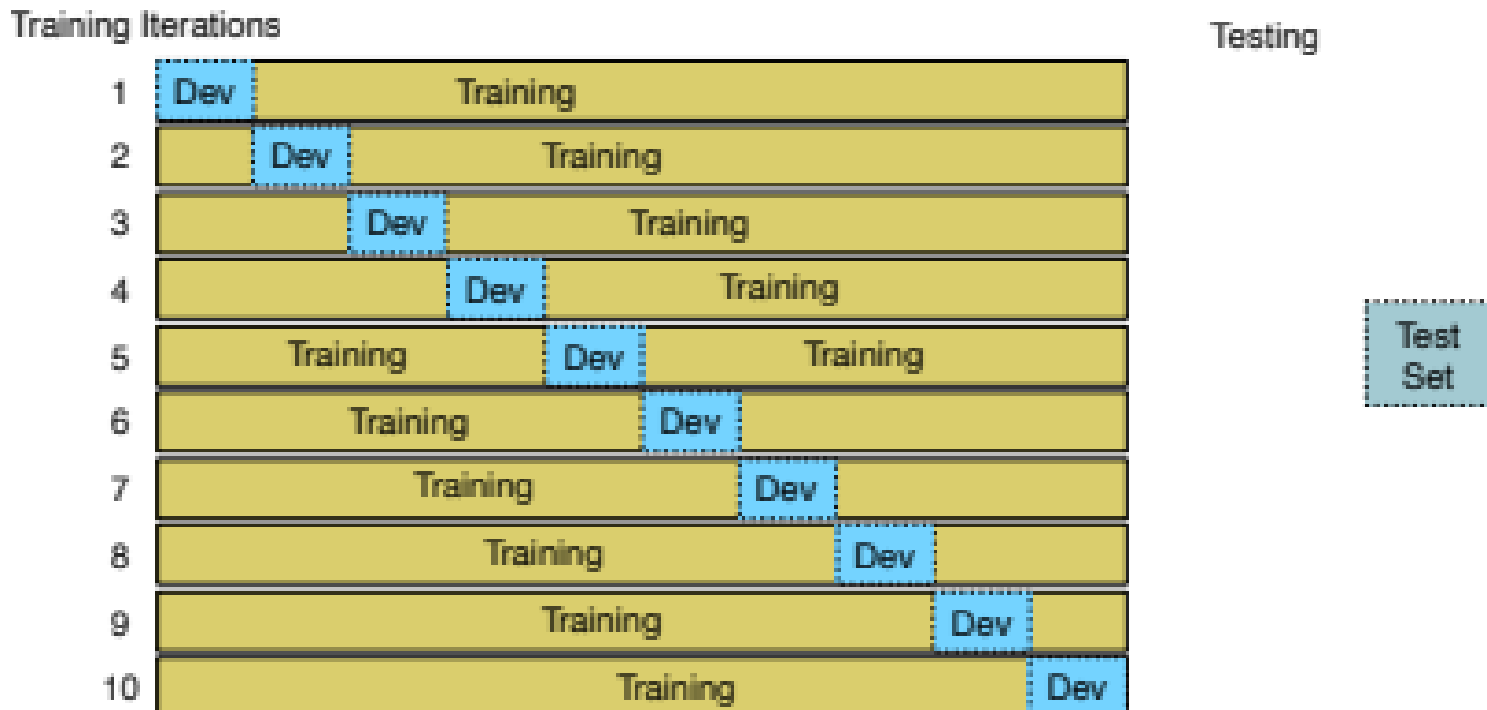 Training Iterations
Testing
1 Dev Training
2 Dev Training
3 Dev Training
4 Dev Training
5 Training Dev Training
6 Training Dev
7 Training Dev
8 Training Dev
9 Training Dev
10 Training Dev
Test
Set